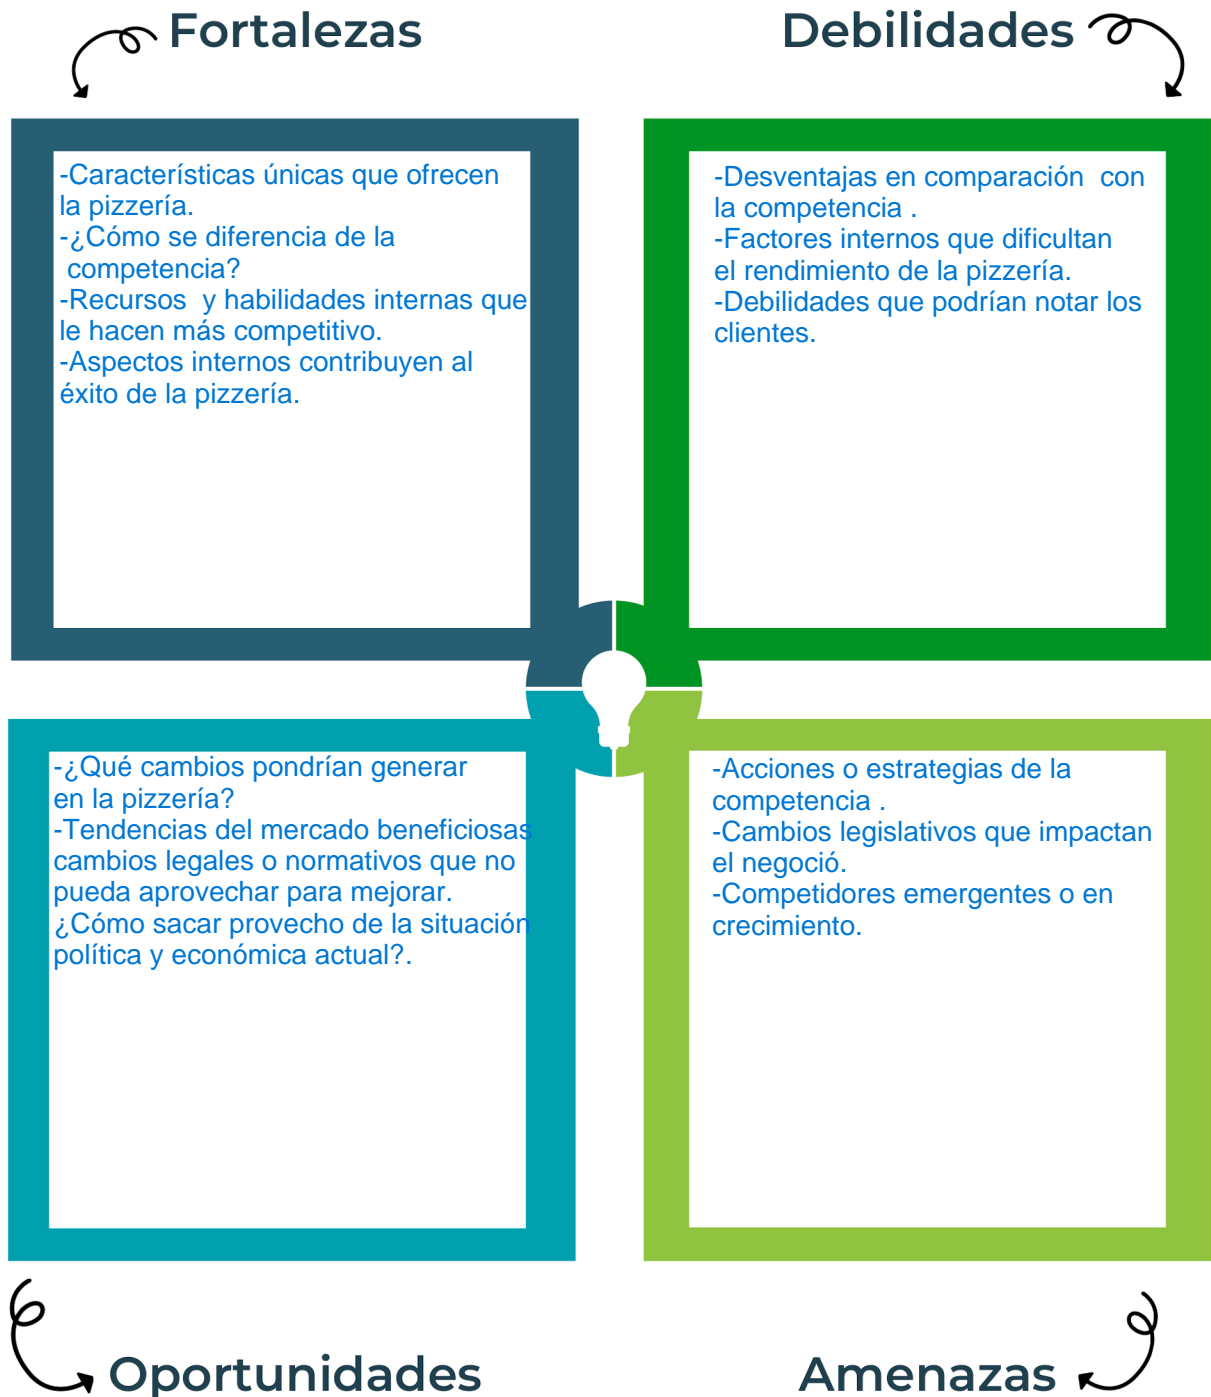 Fortalezas
-Características únicas que ofrecen
la pizzería.
-¿Cómo se diferencia de la
competencia?
-Recursos y habilidades internas que
le hacen más competitivo.
-Aspectos internos contribuyen al
éxito de la pizzería.
Debilidades
-Desventajas en comparación con
la competencia .
-Factores internos que dificultan
el rendimiento de la pizzería.
-Debilidades que podrían notar los
clientes.
-¿Qué cambios pondrían generar
en la pizzería?
-Tendencias del mercado beneficiosas
cambios legales o normativos que no
pueda aprovechar para mejorar.
¿Cómo sacar provecho de la situación
política y económica actual?.
Oportunidades
-Acciones o estrategias de la
competencia .
-Cambios legislativos que impactan
el negoció.
-Competidores emergentes o en
crecimiento.
Amenazas